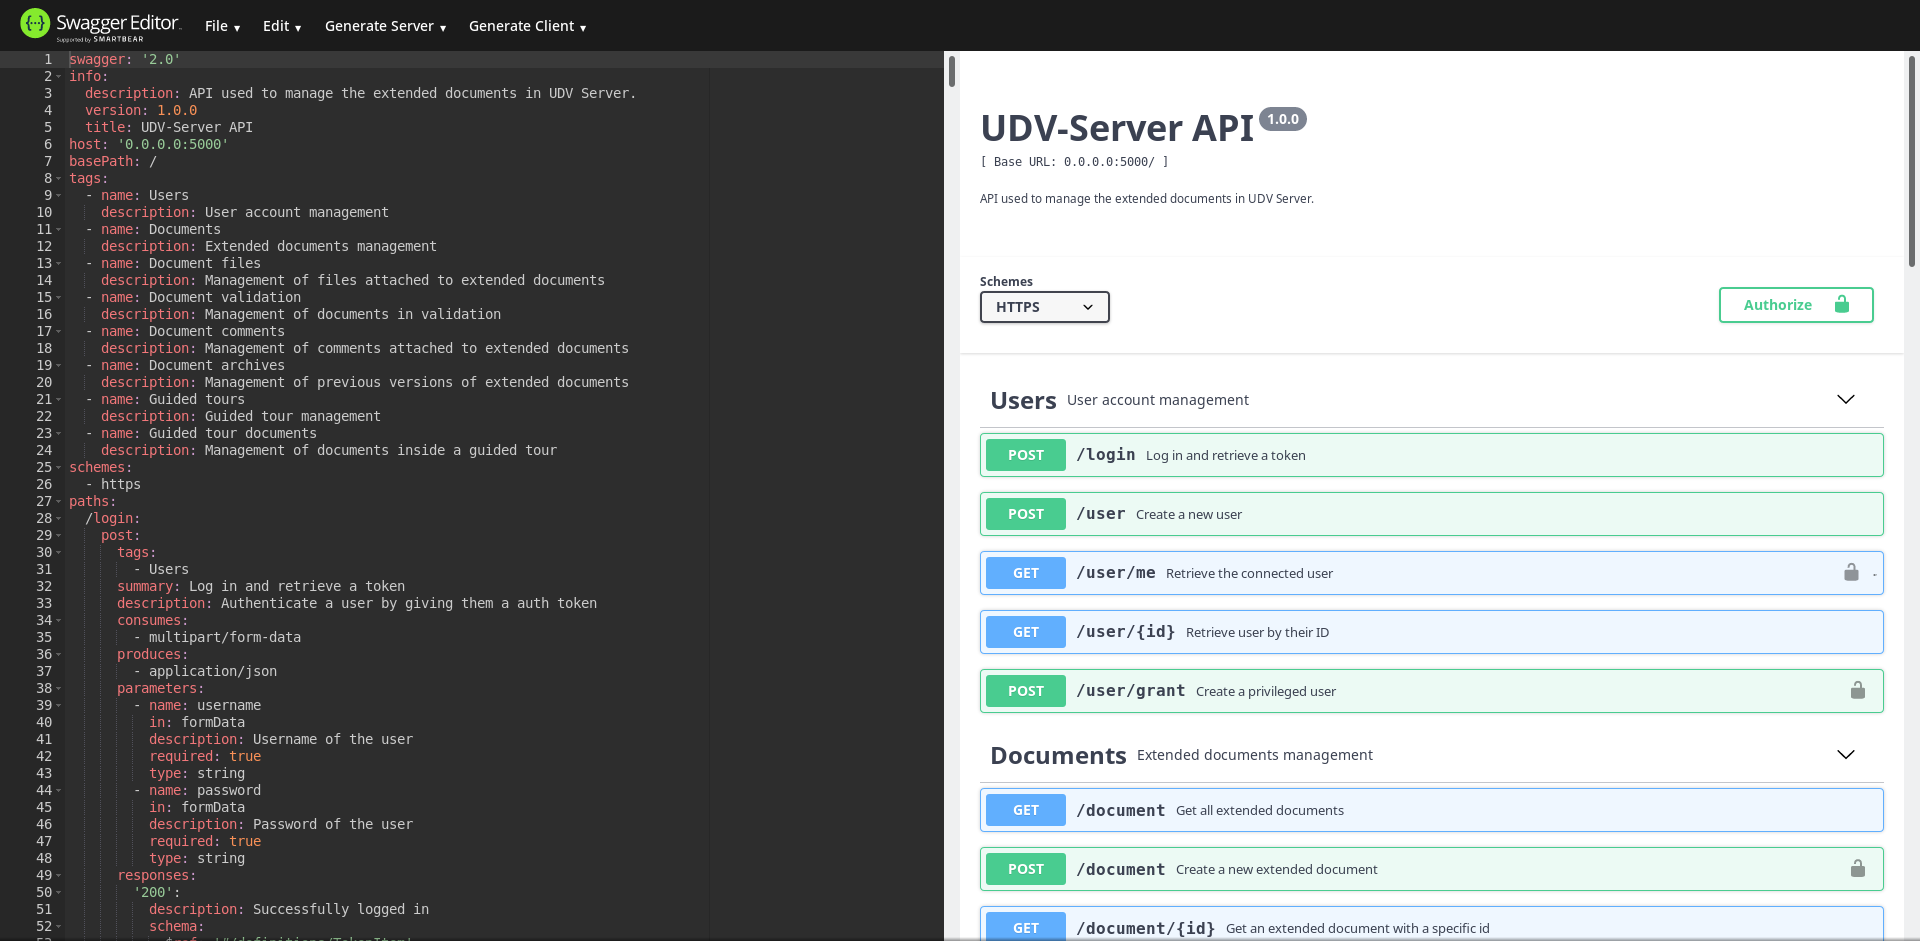 Swagger Editor
Supported by SMARTBEAR
File Edit Generate Server Generate Client
1 swagger: '2.0'
2 info:
3 description: API used to manage the extended documents in UDV Server.
4 version: 1.0.0
5 title: UDV-Server API
6 host: '0.0.0.0:5000'
7 basePath: /
8 tags:
9 - name: Users
10 description: User account management
11 - name: Documents
12 description: Extended documents management
13 - name: Document files
14 description: Management of files attached to extended documents
15 - name: Document validation
16 description: Management of documents in validation
17 - name: Document comments
18 description: Management of comments attached to extended documents
19 - name: Document archives
20 description: Management of previous versions of extended documents
21 - name: Guided tours
22 description: Guided tour management
23 - name: Guided tour documents
24 description: Management of documents inside a guided tour
25 schemes:
26 - https
27 paths:
28 /login:
29 post:
30 tags:
31 - Users
32 summary: Log in and retrieve a token
33 description: Authenticate a user by giving them a auth token
34 consumes:
35 - multipart/form-data
36 produces:
37 - application/json
38 parameters:
39 - name: username
40 in: formData
41 description: Username of the user
42 required: true
43 type: string
44 - name: password
45 in: formData
46 description: Password of the user
47 required: true
48 type: string
49 responses:
50 '200':
51 description: Successfully logged in
52 schema:
UDV-Server API 1.0.0
[ Base URL: 0.0.0.0:5000/ ]
API used to manage the extended documents in UDV Server.
Schemes
HTTPS
Authorize
Users User account management
POST /login Log in and retrieve a token
POST /user Create a new user
GET /user/me Retrieve the connected user
GET /user/{id} Retrieve user by their ID
POST /user/grant Create a privileged user
Documents Extended documents management
GET /document Get all extended documents
POST /document Create a new extended document
GET /document/{id} Get an extended document with a specific id